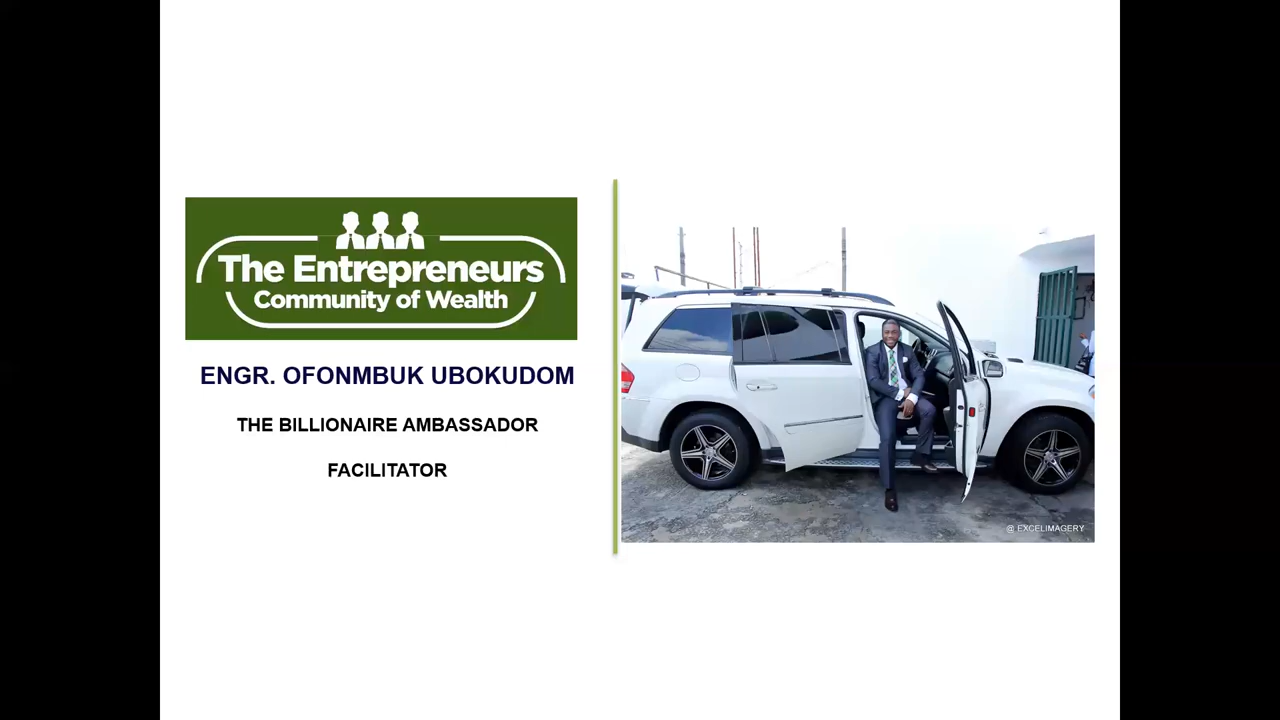 The Entrepreneurs
Community of Wealth
ENGR. OFONMBUK UBOKUDOM
THE BILLIONAIRE AMBASSADOR
FACILITATOR
@ EXCELIMAGERY